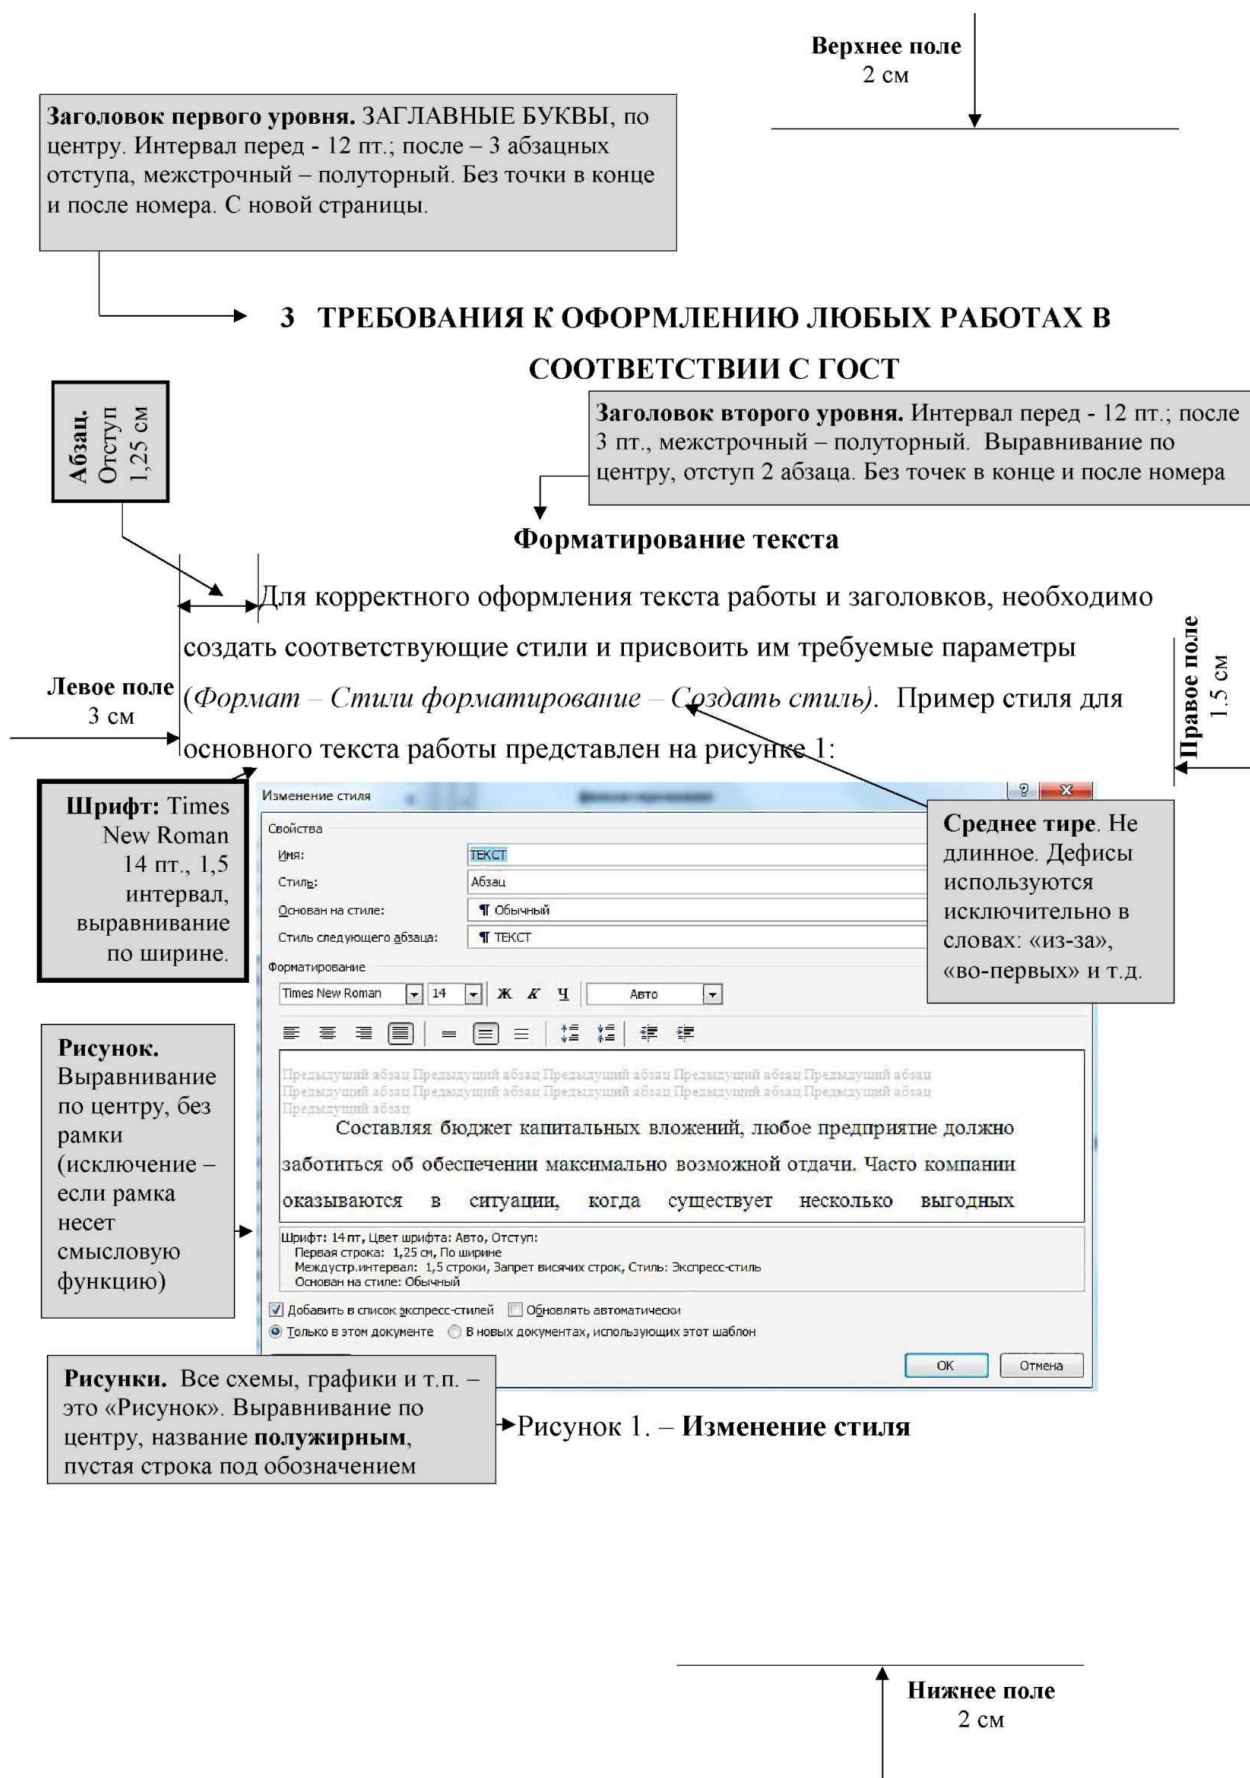 Верхнее поле
2 см
Заголовок первого уровня. ЗАГЛАВНЫЕ БУКВЫ, по
центру. Интервал перед - 12 пт.; после – 3 абзацных
отступа, межстрочный – полуторный. Без точки в конце
и после номера. С новой страницы.
3 ТРЕБОВАНИЯ К ОФОРМЛЕНИЮ ЛЮБЫХ РАБОТАХ В
СООТВЕТСТВИИ С ГОСТ
Абзац.
Отступ
1,25 см
Заголовок второго уровня. Интервал перед - 12 пт.; после
3 пт., межстрочный – полуторный. Выравнивание по
центру, отступ 2 абзаца. Без точек в конце и после номера
Форматирование текста
Для корректного оформления текста работы и заголовков, необходимо
создать соответствующие стили и присвоить им требуемые параметры
(Формат – Стили форматирование – Создать стиль). Пример стиля для
основного текста работы представлен на рисунке 1:
Левое поле
3 см
Правое поле
1.5 см
Шрифт: Times
New Roman
14 пт., 1,5
интервал,
выравнивание
по ширине.
Изменение стиля
Свойства
Имя:
ТЕКСТ
Стиль:
Абзац
Основан на стиле:
¶ Обычный
Стиль следующего абзаца:
¶ ТЕКСТ
Форматирование
Times New Roman 14 Ж К Ч Авто
Среднее тире. Не
длинное. Дефисы
используются
исключительно в
словах: «из-за»,
«во-первых» и т.д.
Рисунок.
Выравнивание
по центру, без
рамки
(исключение –
если рамка
несет
смысловую
функцию)
Предыдущий абзац Предыдущий абзац Предыдущий абзац Предыдущий абзац Предыдущий абзац
Предыдущий абзац Предыдущий абзац Предыдущий абзац Предыдущий абзац Предыдущий абзац
Предыдущий абзац
Составляя бюджет капитальных вложений, любое предприятие должно
заботиться об обеспечении максимально возможной отдачи. Часто компании
оказываются в ситуации, когда существует несколько выгодных
Шрифт: 14 пт, Цвет шрифта: Авто, Отступ:
Первая строка: 1,25 см, По ширине
Междустр.интервал: 1,5 строки, Запрет висячих строк, Стиль: Экспресс-стиль
Основан на стиле: Обычный
Добавить в список экспресс-стилей Обновлять автоматически
Только в этом документе В новых документах, использующих этот шаблон
ОК Отмена
Рисунки. Все схемы, графики и т.п. –
это «Рисунок». Выравнивание по
центру, название полужирным,
пустая строка под обозначением
Рисунок 1. – Изменение стиля
Нижнее поле
2 см